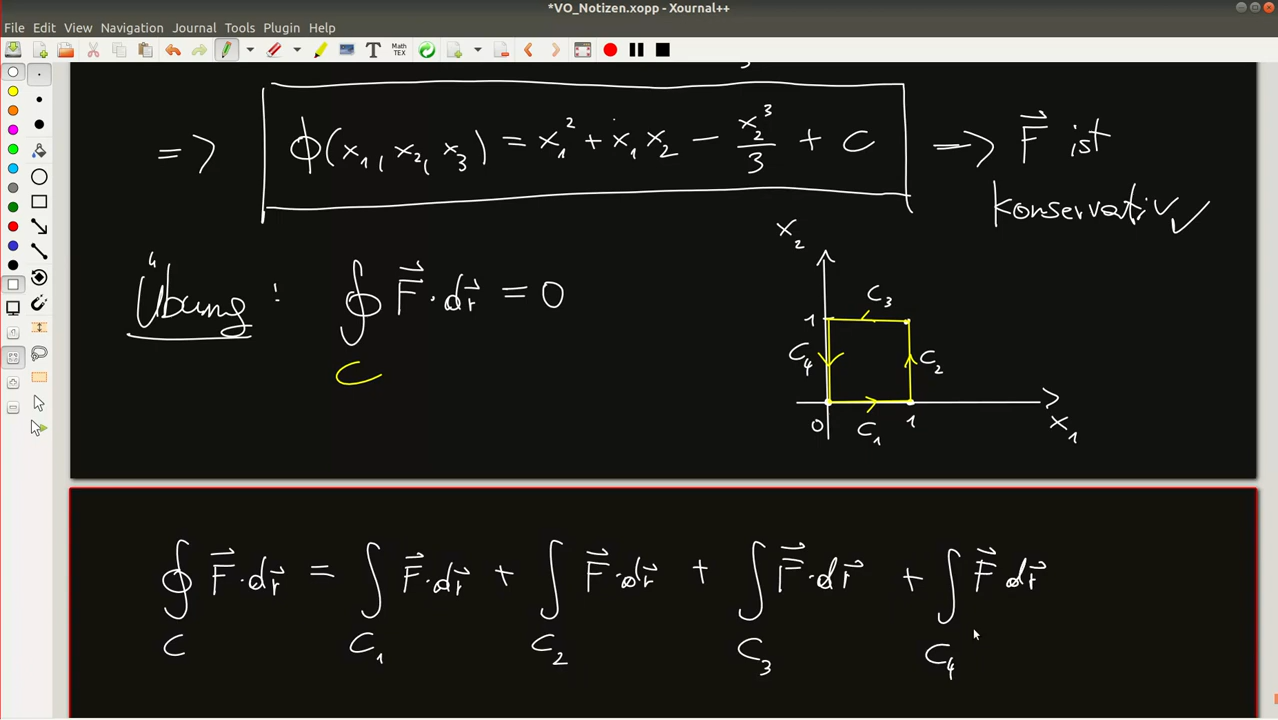 *VO_Notizen.xopp - Xournal++
File Edit View Navigation Journal Tools Plugin Help
Math TEX
=> ϕ(x₁, x₂, x₃) = x₁² + x₁x₂ − x₂³/3 + C → F⃗ ist
konservativ ✓
Übung: ∮_C F⃗·dr⃗ = 0
x₂
1
C₃
C₄
C₂
0
C₁
1
x₁
∮_C F⃗·dr⃗ = ∫_C₁ F⃗·dr⃗ + ∫_C₂ F⃗·dr⃗ + ∫_C₃ F⃗·dr⃗ + ∫_C₄ F⃗ dr⃗